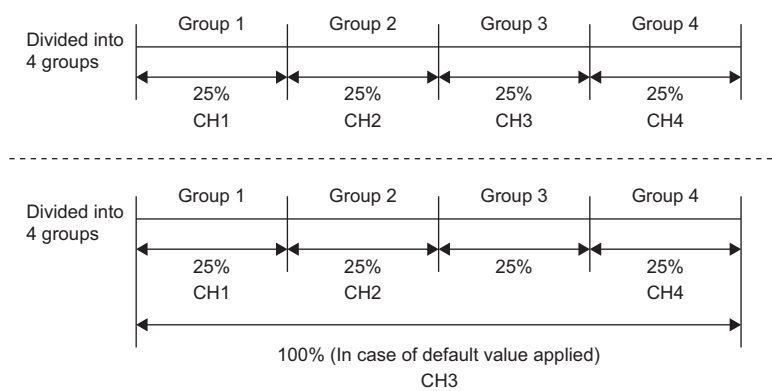 Group 1 Group 2 Group 3 Group 4
Divided into
4 groups
25% 25% 25% 25%
CH1 CH2 CH3 CH4
Group 1 Group 2 Group 3 Group 4
Divided into
4 groups
25% 25% 25% 25%
CH1 CH2 CH4
100% (In case of default value applied)
CH3